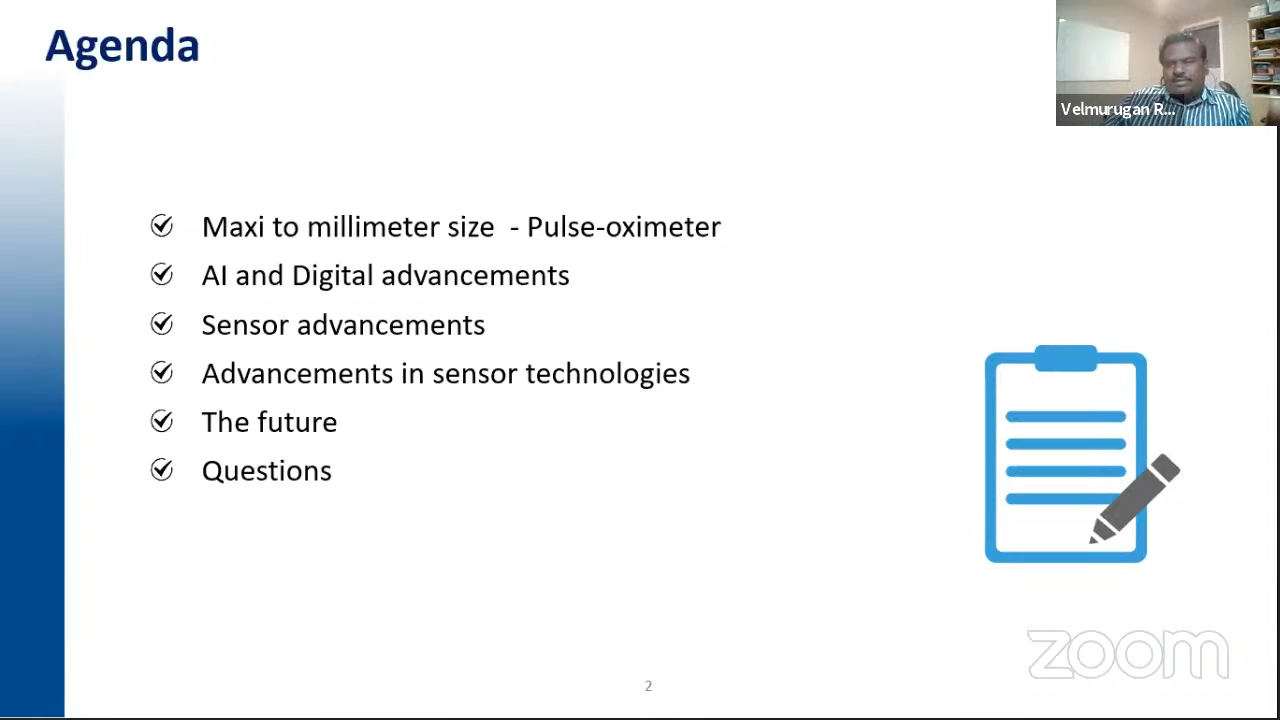 Agenda
Velmurugan R...
Maxi to millimeter size - Pulse-oximeter
AI and Digital advancements
Sensor advancements
Advancements in sensor technologies
The future
Questions
zoom
2